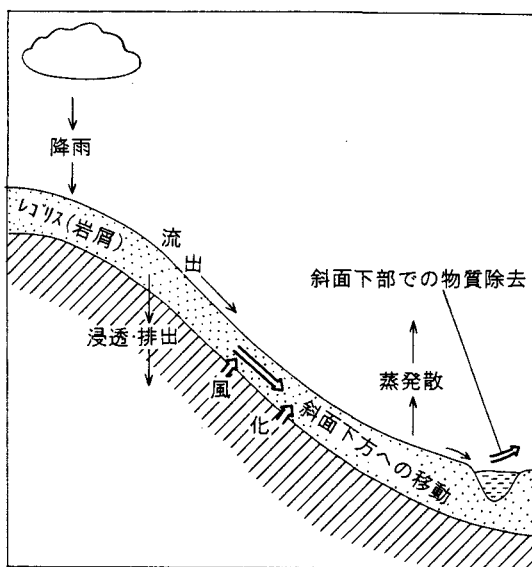 降雨
レゴリス(岩屑)
流出
斜面下部での物質除去
浸透・排出
蒸発散
風化
斜面下方への移動